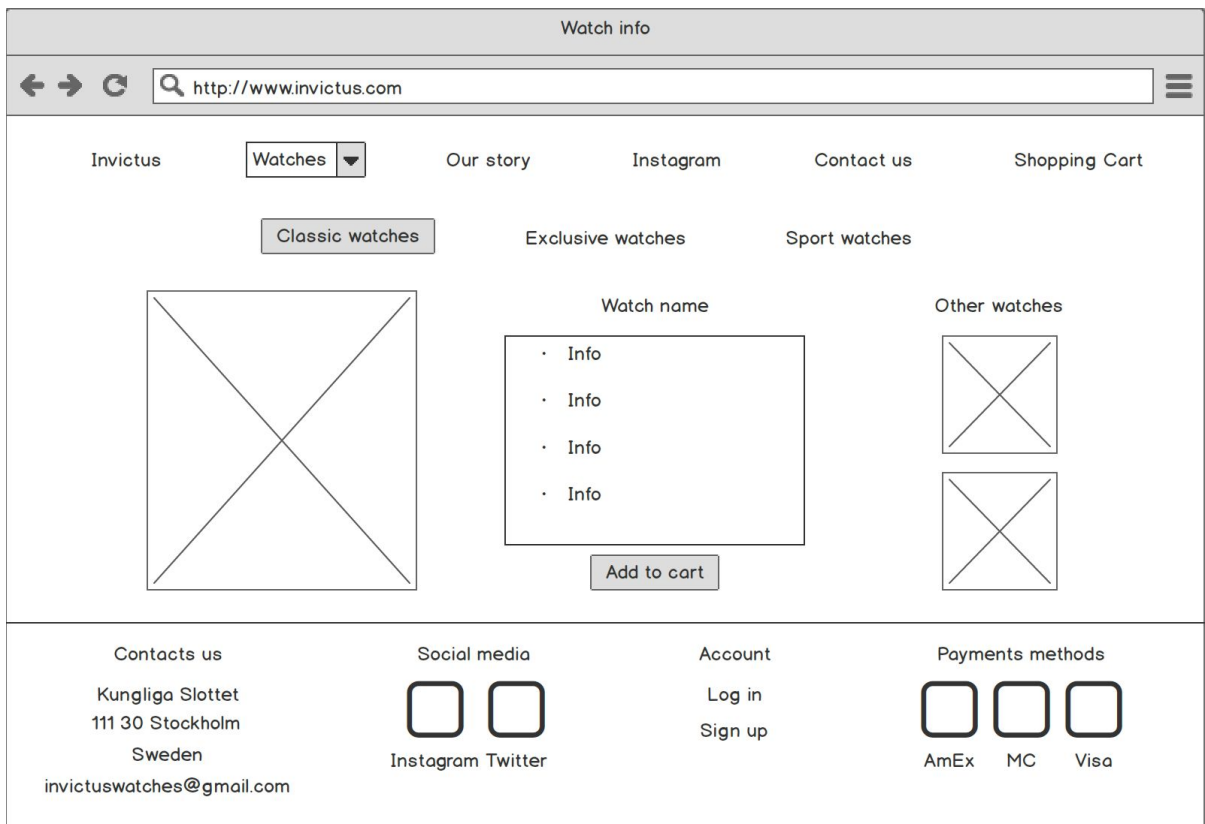 Watch info
http://www.invictus.com
Invictus
Watches
Our story
Instagram
Contact us
Shopping Cart
Classic watches
Exclusive watches
Sport watches
Watch name
· Info
· Info
· Info
· Info
Add to cart
Other watches
Contacts us
Kungliga Slottet
111 30 Stockholm
Sweden
invictuswatches@gmail.com
Social media
Instagram
Twitter
Account
Log in
Sign up
Payments methods
AmEx
MC
Visa